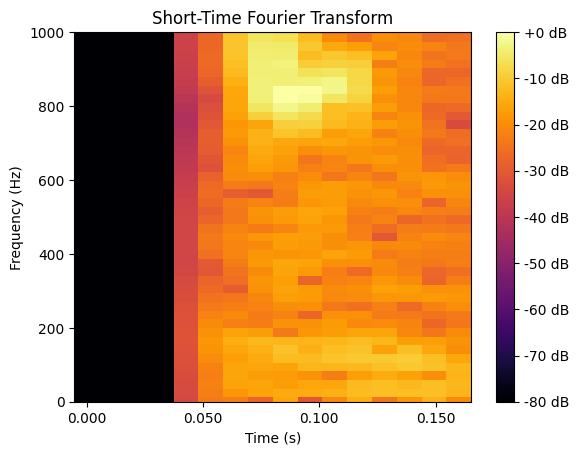 Short-Time Fourier Transform
1000
800
600
400
200
0
Frequency (Hz)
0.000
0.050
0.100
0.150
Time (s)
+0 dB
-10 dB
-20 dB
-30 dB
-40 dB
-50 dB
-60 dB
-70 dB
-80 dB